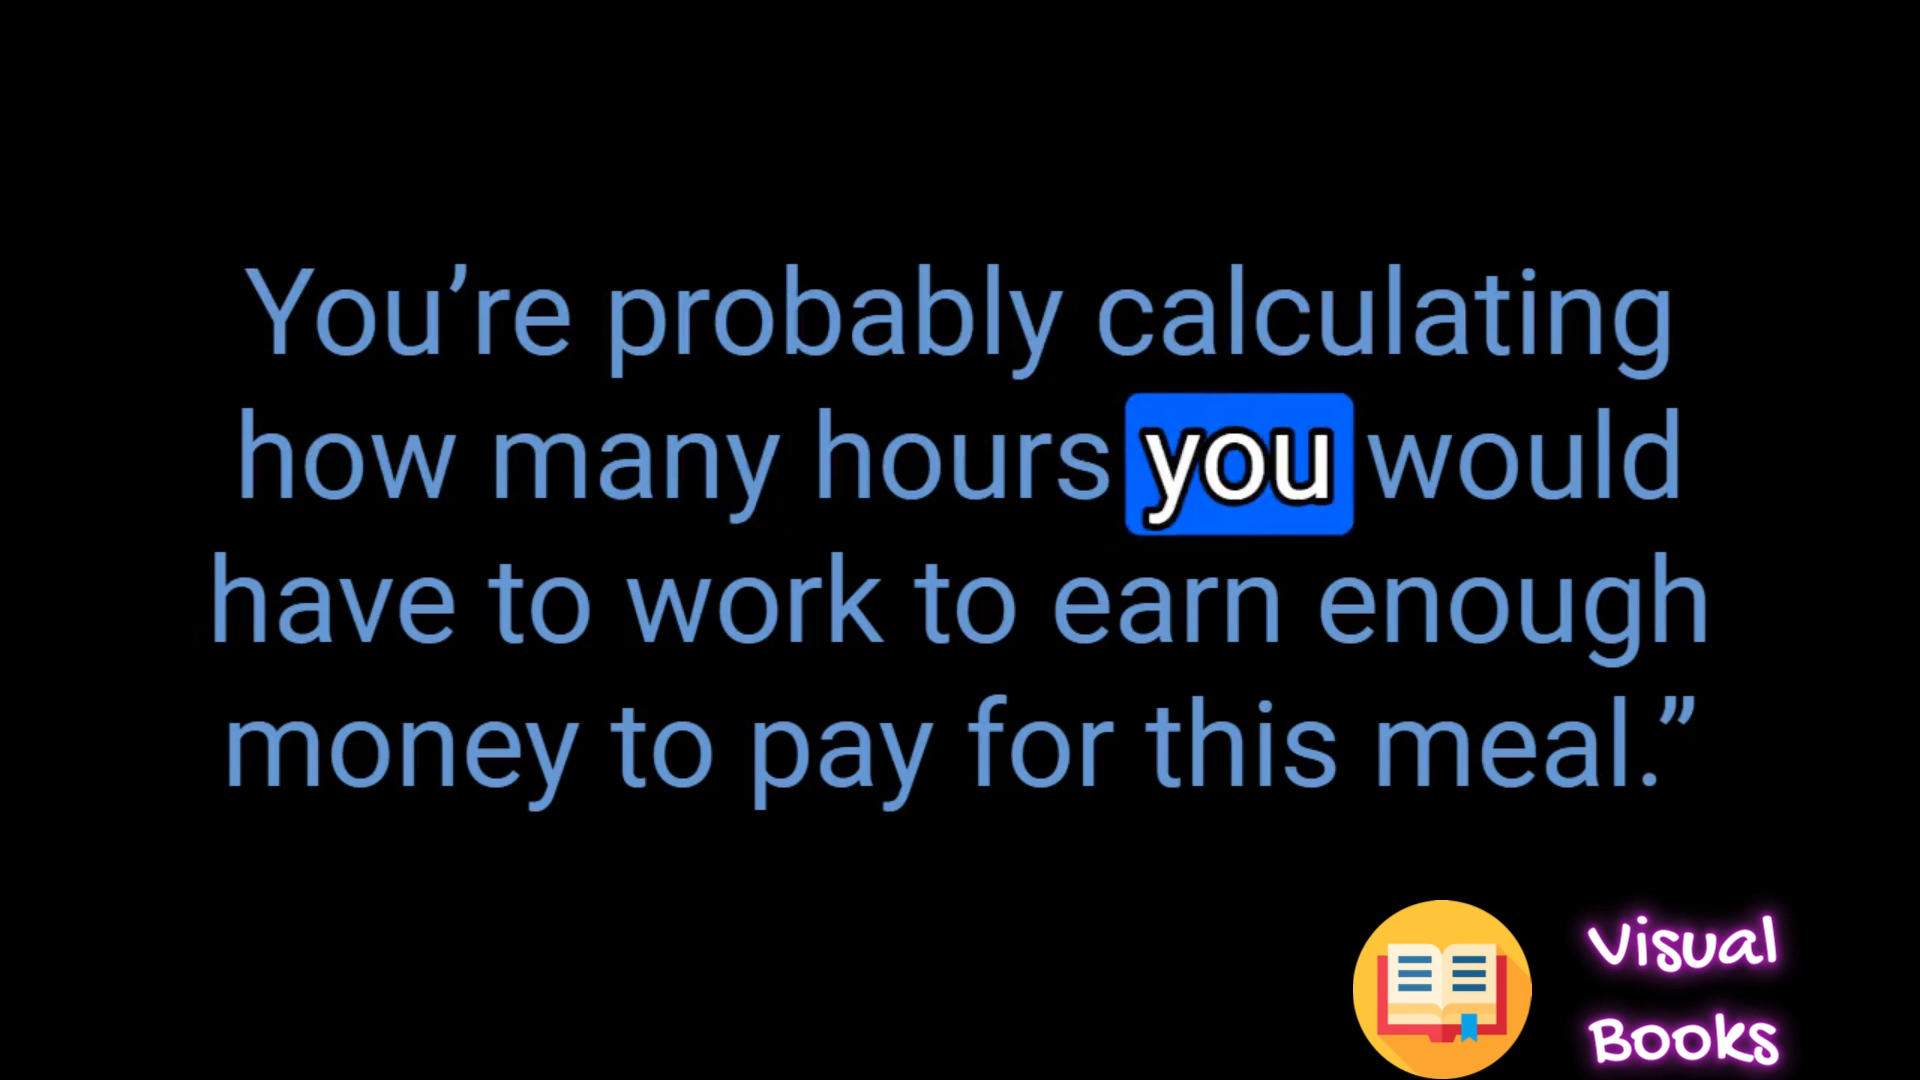 You’re probably calculating
how many hours you would
have to work to earn enough
money to pay for this meal.”
Visual
Books